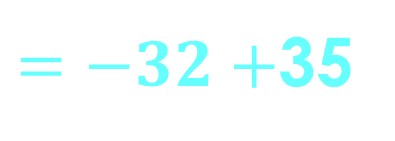 = −32 +35